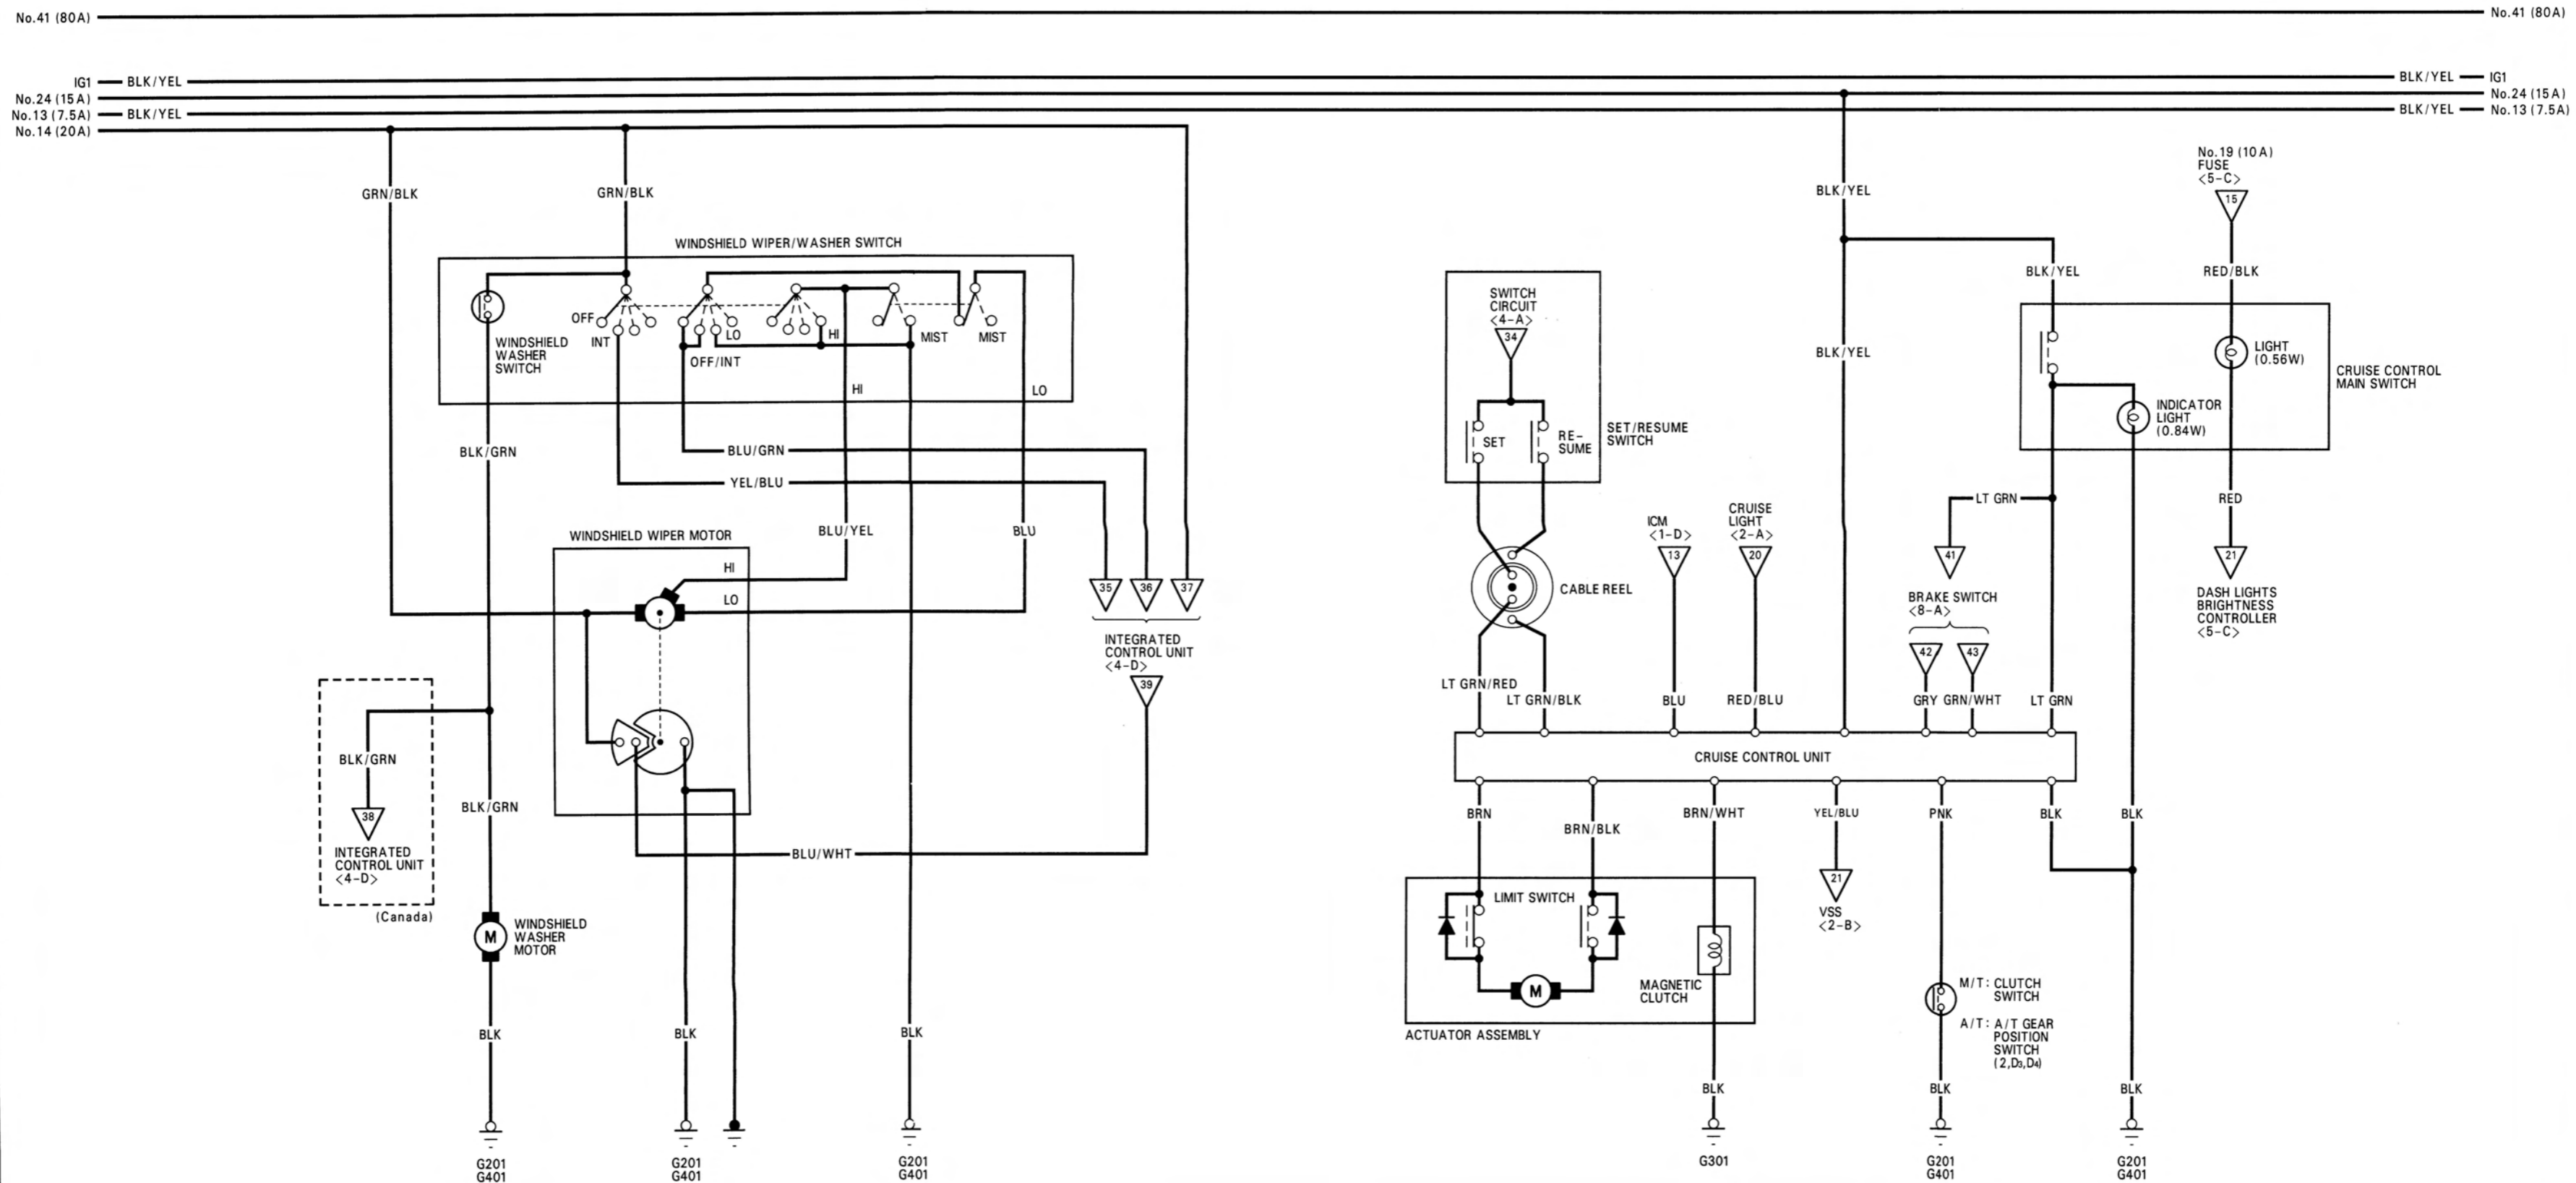 No.41 (80A)
No.41 (80A)
IG1
BLK/YEL
BLK/YEL
IG1
No.24 (15A)
No.24 (15A)
No.13 (7.5A)
BLK/YEL
BLK/YEL
No.13 (7.5A)
No.14 (20A)
GRN/BLK
GRN/BLK
WINDSHIELD WIPER/WASHER SWITCH
OFF
INT
LO
OFF/INT
HI
MIST
MIST
WINDSHIELD
WASHER
SWITCH
HI
LO
BLK/GRN
BLU/GRN
YEL/BLU
BLU/YEL
BLU
WINDSHIELD WIPER MOTOR
HI
LO
35
36
37
INTEGRATED
CONTROL UNIT
<4-D>
39
BLK/GRN
38
INTEGRATED
CONTROL UNIT
<4-D>
(Canada)
BLK/GRN
BLU/WHT
M
WINDSHIELD
WASHER
MOTOR
BLK
BLK
BLK
G201
G401
G201
G401
G201
G401
SWITCH
CIRCUIT
<4-A>
34
SET
RE-
SUME
SET/RESUME
SWITCH
CABLE REEL
LT GRN/RED
LT GRN/BLK
ICM
<1-D>
13
BLU
CRUISE
LIGHT
<2-A>
20
RED/BLU
BLK/YEL
BLK/YEL
BLK/YEL
No.19 (10A)
FUSE
<5-C>
15
RED/BLK
LIGHT
(0.56W)
INDICATOR
LIGHT
(0.84W)
CRUISE CONTROL
MAIN SWITCH
LT GRN
41
BRAKE SWITCH
<8-A>
42
43
GRY
GRN/WHT
LT GRN
RED
21
DASH LIGHTS
BRIGHTNESS
CONTROLLER
<5-C>
CRUISE CONTROL UNIT
BRN
BRN/BLK
BRN/WHT
YEL/BLU
PNK
BLK
BLK
LIMIT SWITCH
M
MAGNETIC
CLUTCH
ACTUATOR ASSEMBLY
21
VSS
<2-B>
M/T: CLUTCH
SWITCH
A/T: A/T GEAR
POSITION
SWITCH
(2,D3,D4)
BLK
BLK
BLK
G301
G201
G401
G201
G401